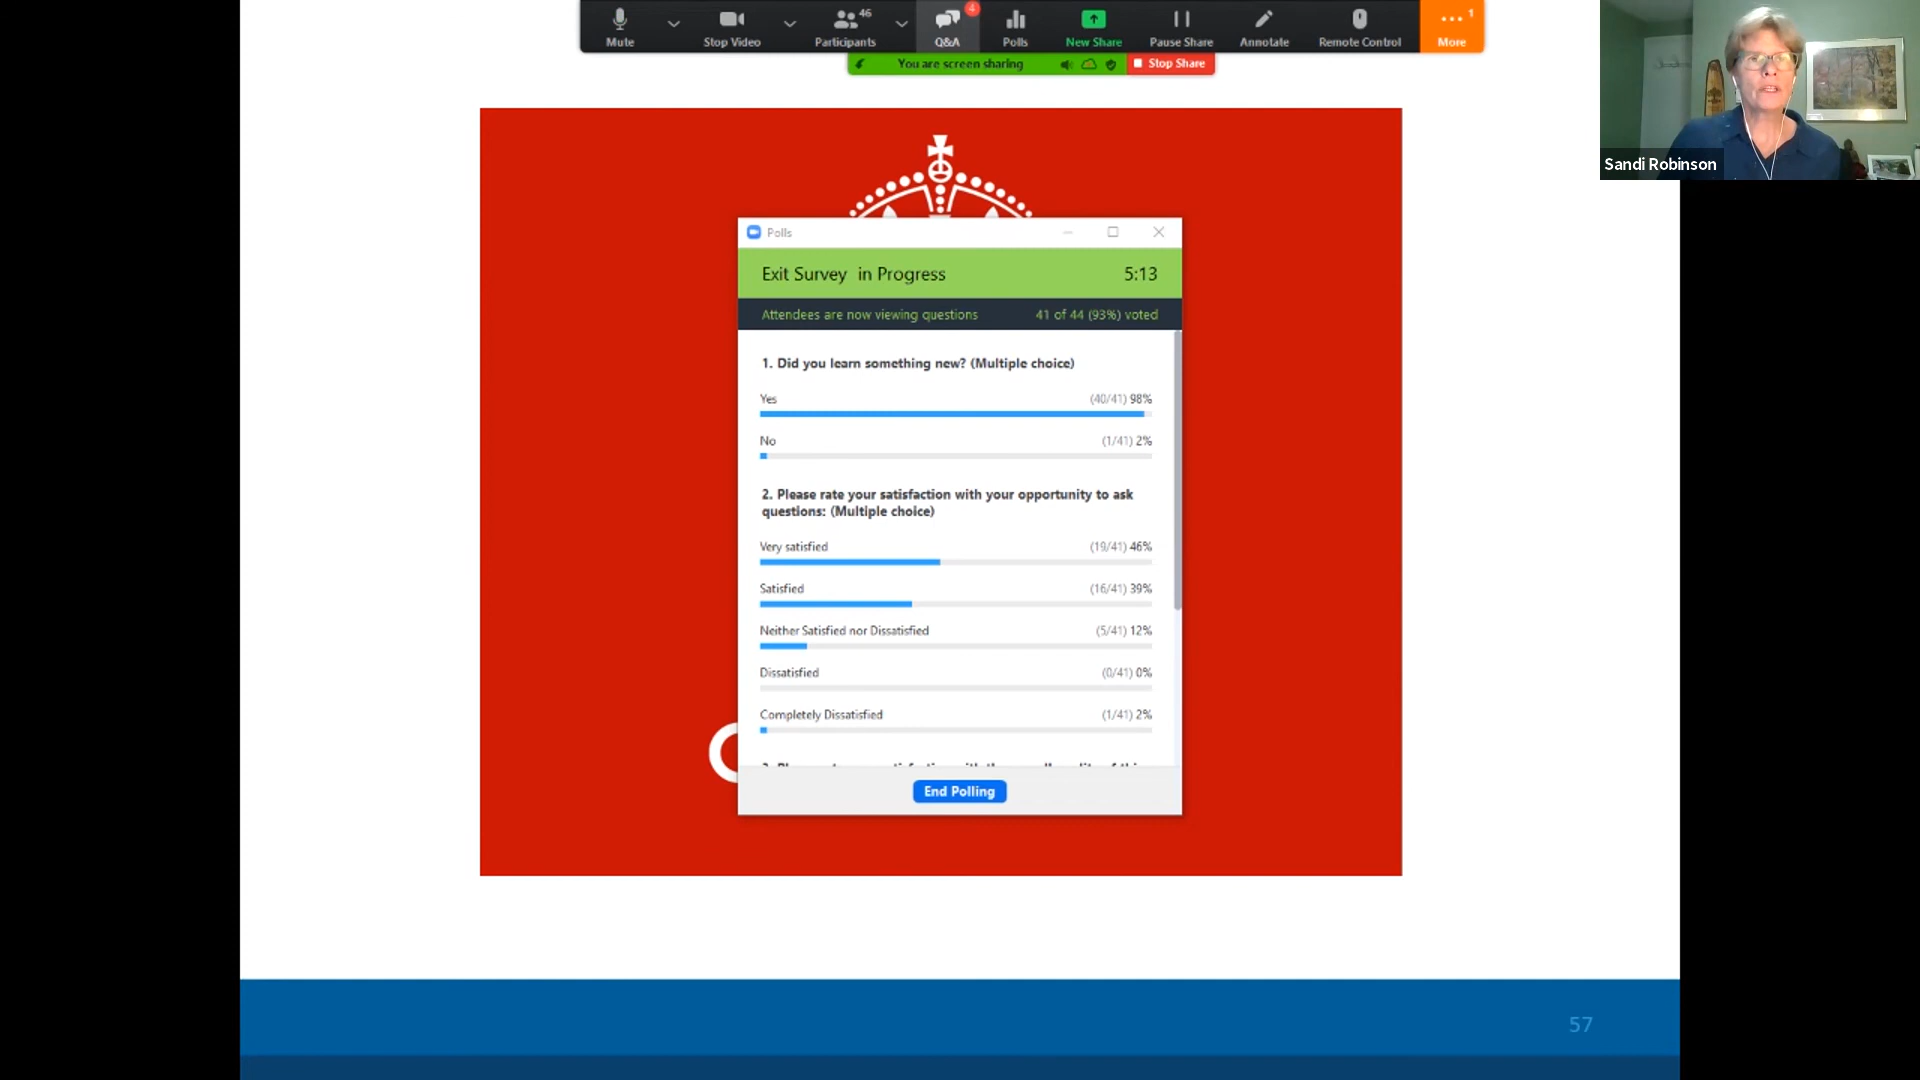 Mute
Stop Video
Participants
46
Q&A
4
Polls
New Share
Pause Share
Annotate
Remote Control
More
1
You are screen sharing
Stop Share
Sandi Robinson
Polls
Exit Survey in Progress
5:13
Attendees are now viewing questions
41 of 44 (93%) voted
1. Did you learn something new? (Multiple choice)
Yes
(40/41) 98%
No
(1/41) 2%
2. Please rate your satisfaction with your opportunity to ask
questions: (Multiple choice)
Very satisfied
(19/41) 46%
Satisfied
(16/41) 39%
Neither Satisfied nor Dissatisfied
(5/41) 12%
Dissatisfied
(0/41) 0%
Completely Dissatisfied
(1/41) 2%
End Polling
57